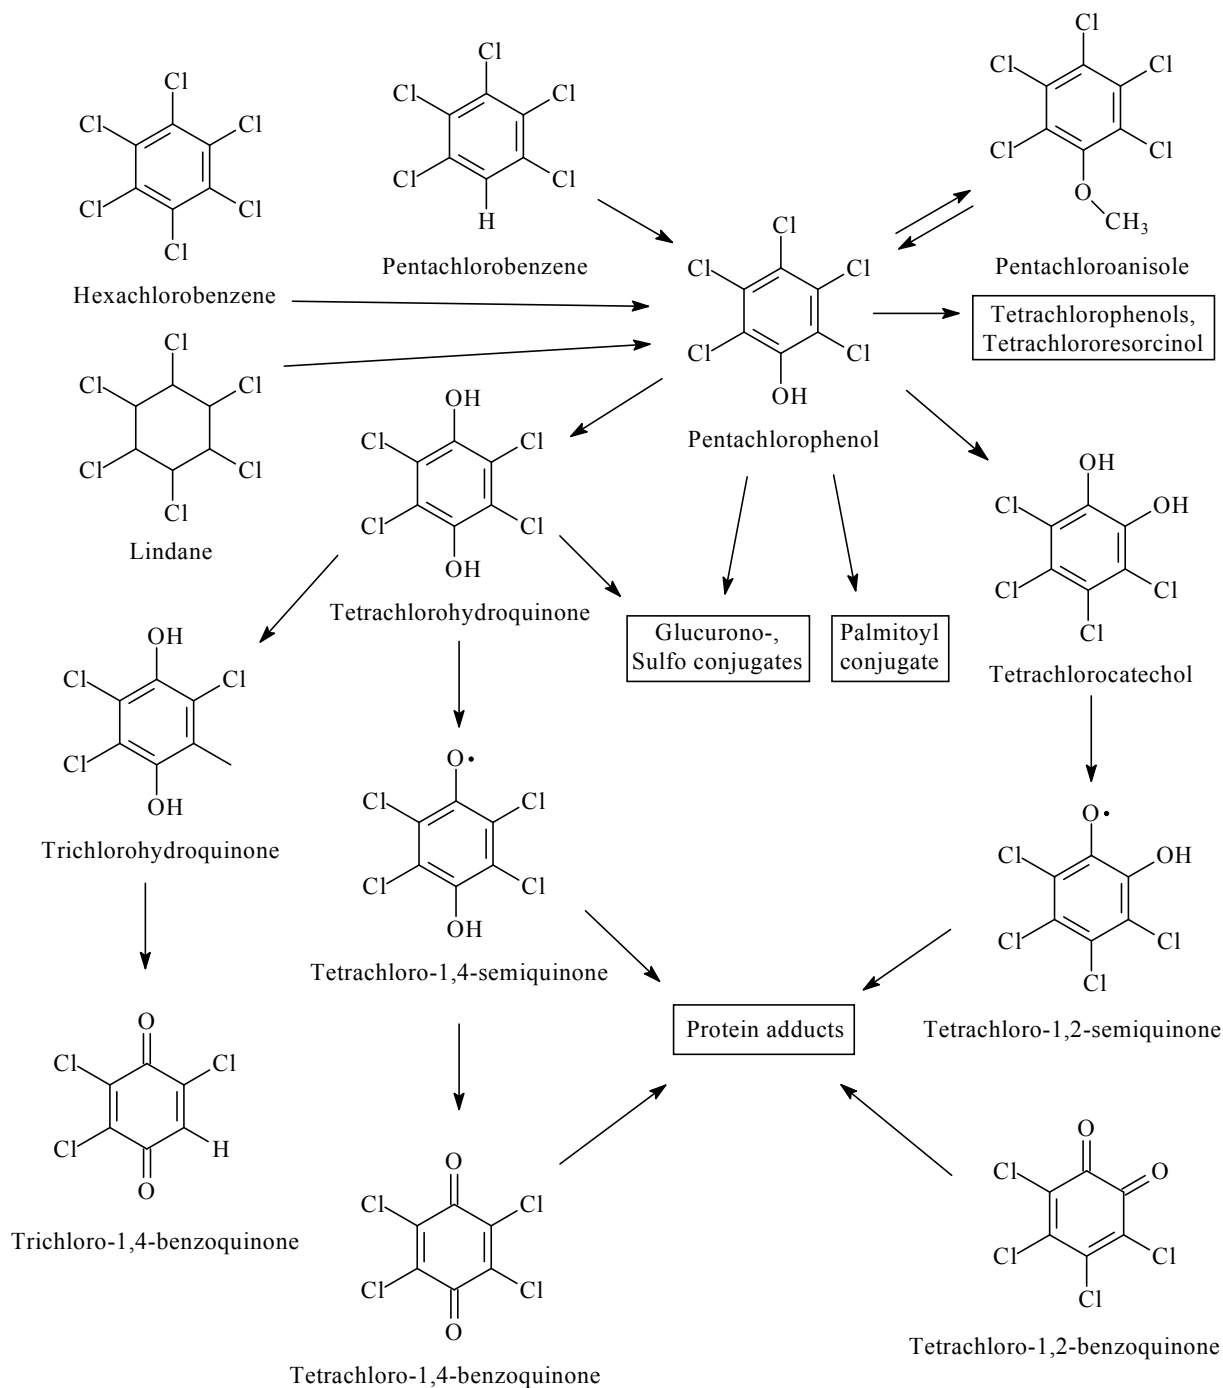 Cl
Cl
Cl
Cl
Cl
Cl
Hexachlorobenzene
Cl
Cl
Cl
Cl
Cl
H
Pentachlorobenzene
Cl
Cl
Cl
Cl
Cl
O
CH3
Pentachloroanisole
Cl
Cl
Cl
Cl
Cl
OH
Pentachlorophenol
Tetrachlorophenols,
Tetrachlororesorcinol
Cl
Cl
Cl
Cl
Cl
Cl
Lindane
OH
Cl
Cl
Cl
Cl
OH
Tetrachlorohydroquinone
Glucurono-,
Sulfo conjugates
Palmitoyl
conjugate
OH
OH
Cl
Cl
Cl
Cl
Tetrachlorocatechol
OH
Cl
Cl
Cl
OH
Trichlorohydroquinone
O•
Cl
Cl
Cl
Cl
OH
Tetrachloro-1,4-semiquinone
O•
OH
Cl
Cl
Cl
Cl
Tetrachloro-1,2-semiquinone
Protein adducts
O
Cl
Cl
Cl
H
O
Trichloro-1,4-benzoquinone
O
Cl
Cl
Cl
Cl
O
Tetrachloro-1,4-benzoquinone
O
O
Cl
Cl
Cl
Cl
Tetrachloro-1,2-benzoquinone